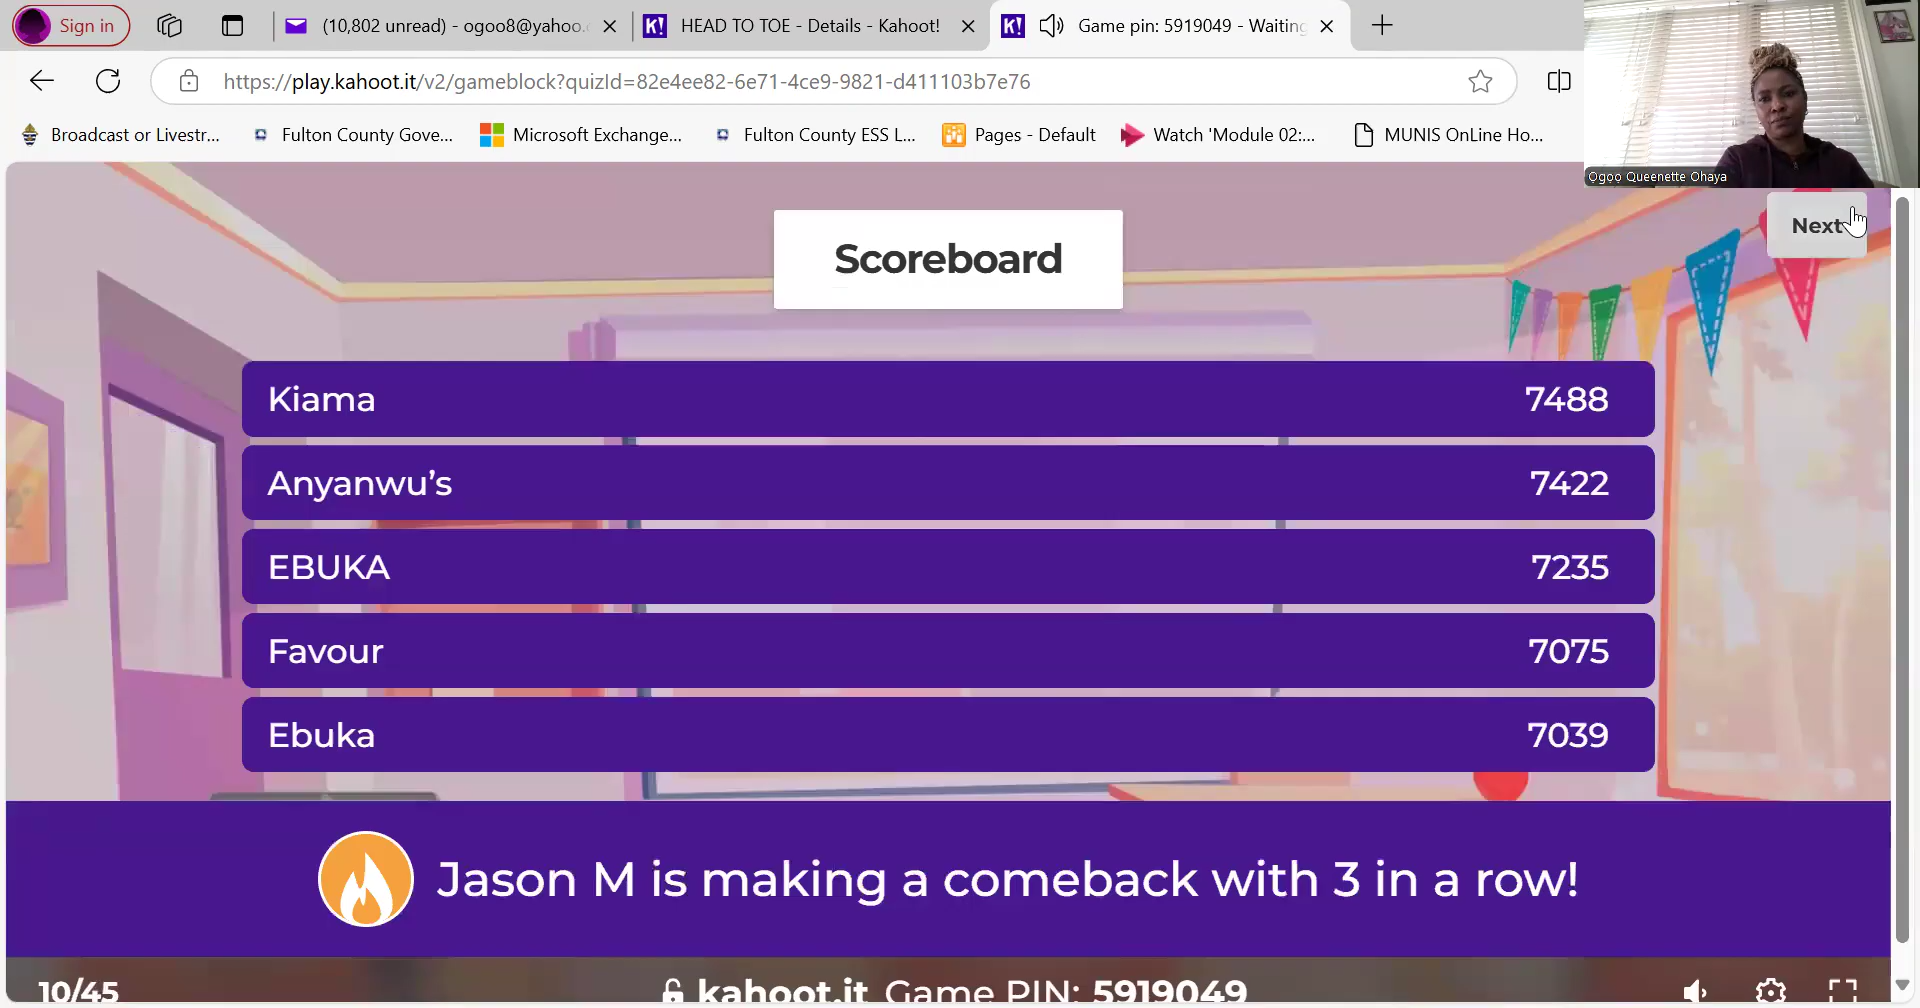 Sign in
(10,802 unread) - ogoo8@yahoo.
HEAD TO TOE - Details - Kahoot!
Game pin: 5919049 - Waiting
https://play.kahoot.it/v2/gameblock?quizId=82e4ee82-6e71-4ce9-9821-d411103b7e76
Broadcast or Livestr...
Fulton County Gove...
Microsoft Exchange...
Fulton County ESS L...
Pages - Default
Watch 'Module 02:...
MUNIS OnLine Ho...
Ogoo Queenette Ohaya
Next
Scoreboard
Kiama 7488
Anyanwu’s 7422
EBUKA 7235
Favour 7075
Ebuka 7039
Jason M is making a comeback with 3 in a row!
10/45
kahoot.it Game PIN: 5919049